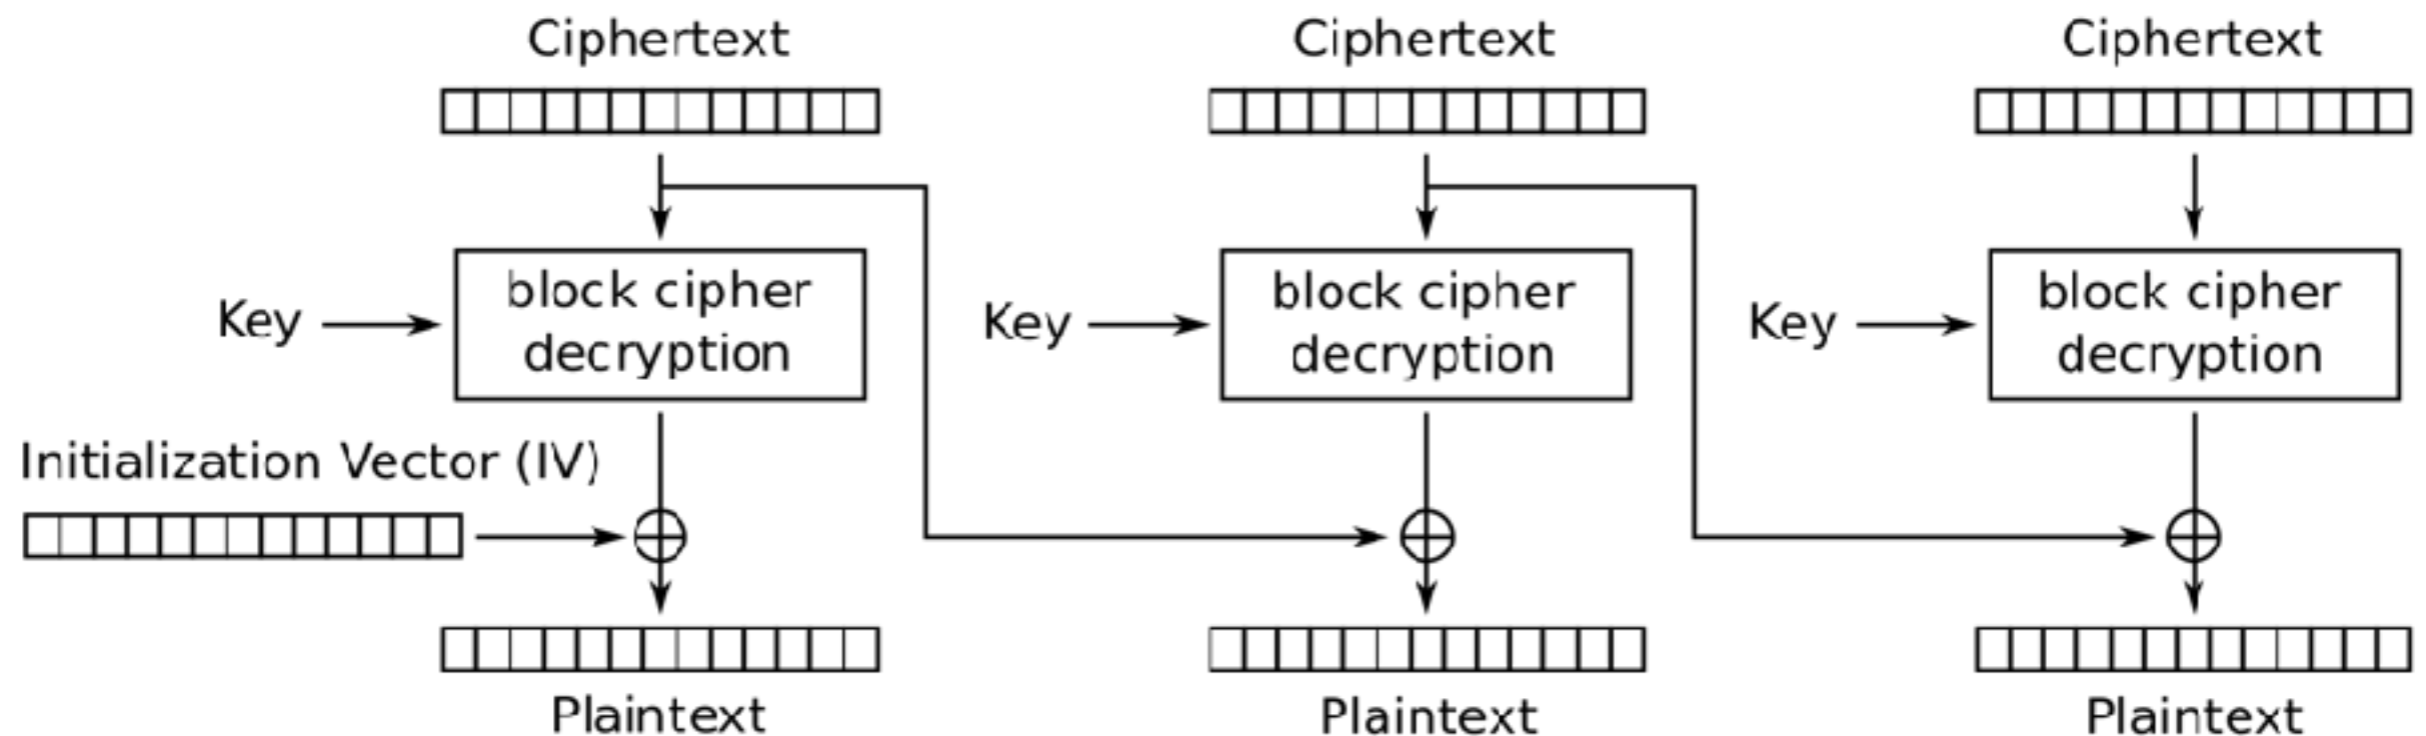 Ciphertext
Ciphertext
Ciphertext
Key
block cipher
decryption
Key
block cipher
decryption
Key
block cipher
decryption
Initialization Vector (IV)
Plaintext
Plaintext
Plaintext